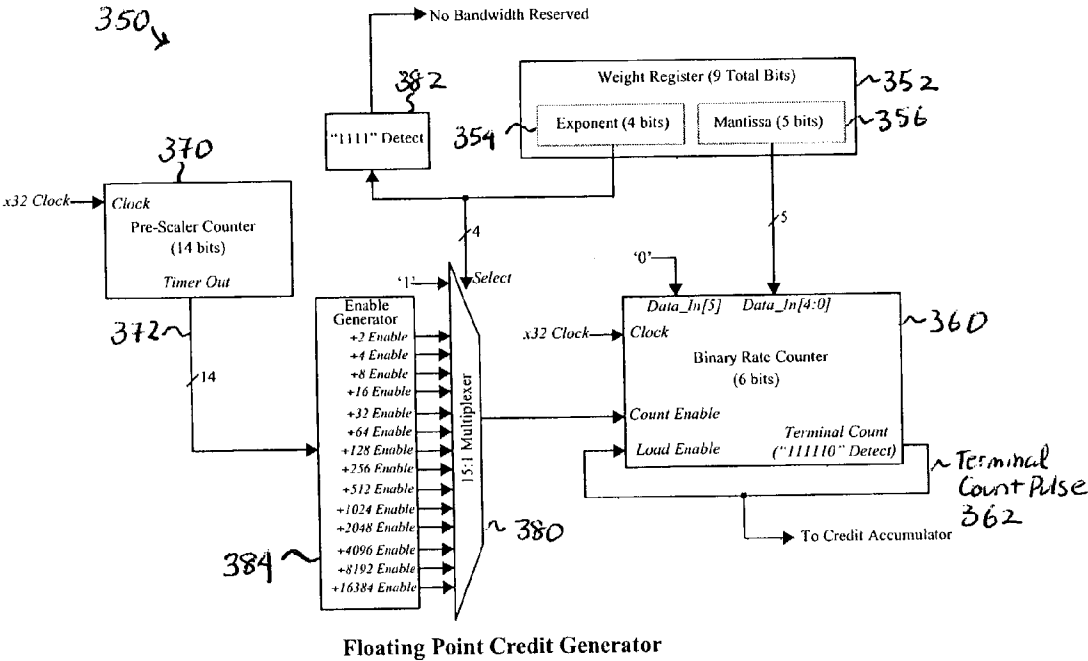 350
No Bandwidth Reserved
382
"1111" Detect
Weight Register (9 Total Bits)
352
354
Exponent (4 bits)
Mantissa (5 bits)
356
370
x32 Clock
Clock
Pre-Scaler Counter
(14 bits)
Timer Out
372
14
4
5
'1'
Select
'0'
Enable
Generator
+2 Enable
+4 Enable
+8 Enable
+16 Enable
+32 Enable
+64 Enable
+128 Enable
+256 Enable
+512 Enable
+1024 Enable
+2048 Enable
+4096 Enable
+8192 Enable
+16384 Enable
384
15:1 Multiplexer
380
Data_In[5] Data_In[4:0]
360
x32 Clock
Clock
Binary Rate Counter
(6 bits)
Count Enable
Load Enable
Terminal Count
("111110" Detect)
Terminal
Count Pulse
362
To Credit Accumulator
Floating Point Credit Generator